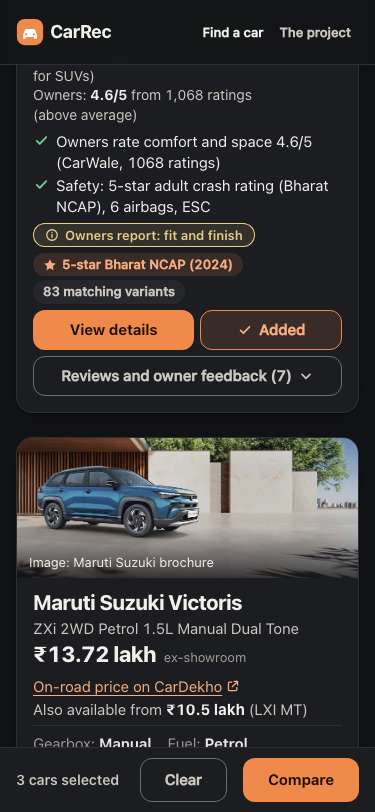 CarRec
Find a car
The project
for SUVs)
Owners: 4.6/5 from 1,068 ratings
(above average)
Owners rate comfort and space 4.6/5
(CarWale, 1068 ratings)
Safety: 5-star adult crash rating (Bharat
NCAP), 6 airbags, ESC
Owners report: fit and finish
5-star Bharat NCAP (2024)
83 matching variants
View details
Added
Reviews and owner feedback (7)
Image: Maruti Suzuki brochure
Maruti Suzuki Victoris
ZXi 2WD Petrol 1.5L Manual Dual Tone
₹13.72 lakh ex-showroom
On-road price on CarDekho
Also available from ₹10.5 lakh (LXI MT)
Gearbox: Manual Fuel: Petrol
3 cars selected
Clear
Compare